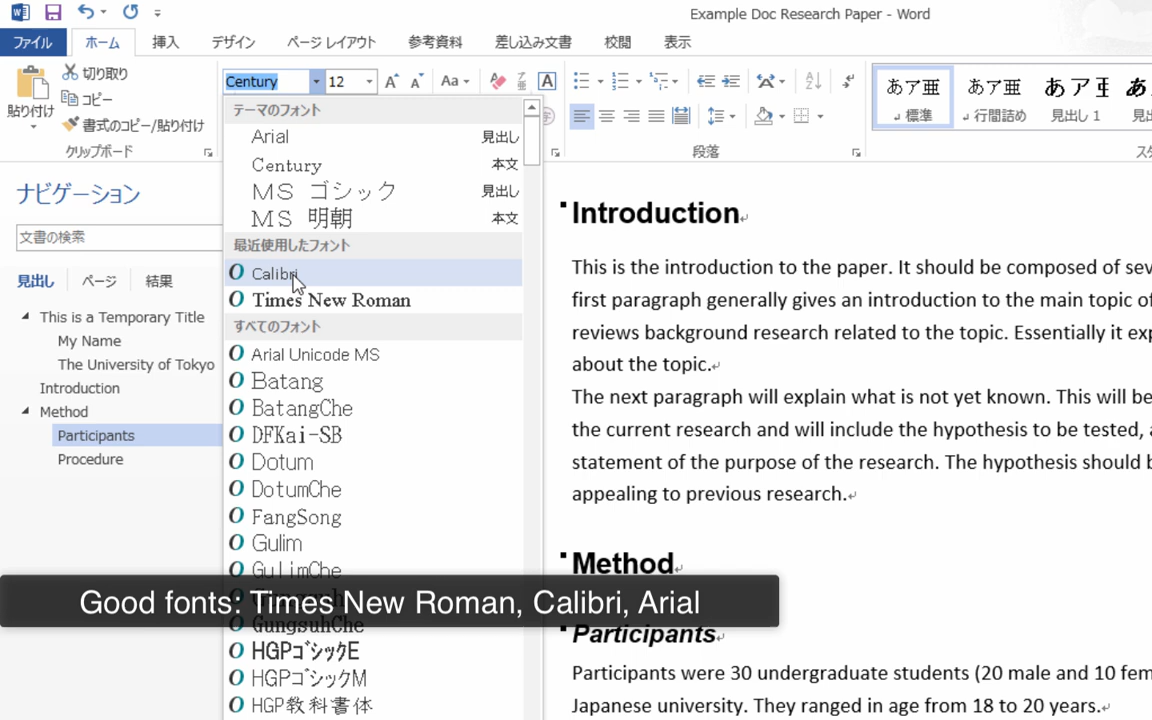 Example Doc Research Paper - Word
ファイル ホーム 挿入 デザイン ページ レイアウト 参考資料 差し込み文書 校閲 表示
貼り付け
切り取り
コピー
書式のコピー/貼り付け
クリップボード
Century 12 Aa A
段落
あア亜 あア亜 あア亜
標準 行間詰め 見出し 1
ナビゲーション
文書の検索
見出し ページ 結果
This is a Temporary Title
My Name
The University of Tokyo
Introduction
Method
Participants
Procedure
テーマのフォント
Arial 見出し
Century 本文
MS ゴシック 見出し
MS 明朝 本文
最近使用したフォント
Calibri
Times New Roman
すべてのフォント
Arial Unicode MS
Batang
BatangChe
DFKai-SB
Dotum
DotumChe
FangSong
Gulim
GulimChe
GungsuhChe
HGPゴシックE
HGPゴシックM
HGP教科書体
Introduction
This is the introduction to the paper. It should be composed of sev
first paragraph generally gives an introduction to the main topic of
reviews background research related to the topic. Essentially it exp
about the topic.
The next paragraph will explain what is not yet known. This will be
the current research and will include the hypothesis to be tested, a
statement of the purpose of the research. The hypothesis should b
appealing to previous research.
Method
Participants
Participants were 30 undergraduate students (20 male and 10 fem
Japanese university. They ranged in age from 18 to 20 years.
Good fonts: Times New Roman, Calibri, Arial